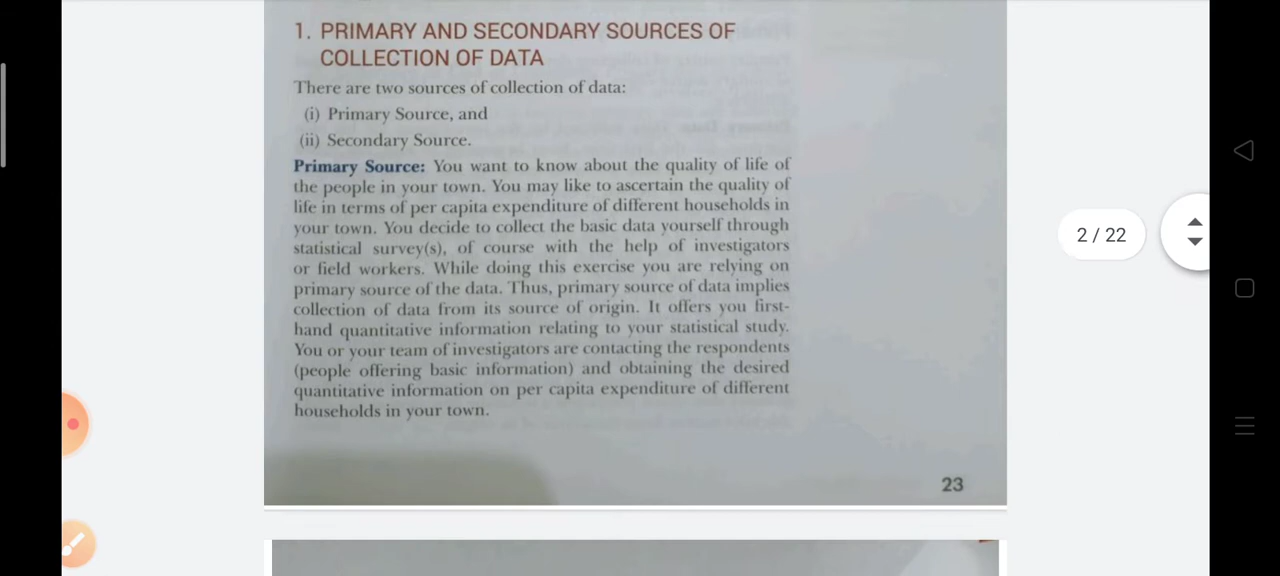 1. PRIMARY AND SECONDARY SOURCES OF
COLLECTION OF DATA
There are two sources of collection of data:
(i) Primary Source, and
(ii) Secondary Source.
Primary Source: You want to know about the quality of life of
the people in your town. You may like to ascertain the quality of
life in terms of per capita expenditure of different households in
your town. You decide to collect the basic data yourself through
statistical survey(s), of course with the help of investigators
or field workers. While doing this exercise you are relying on
primary source of the data. Thus, primary source of data implies
collection of data from its source of origin. It offers you first-
hand quantitative information relating to your statistical study.
You or your team of investigators are contacting the respondents
(people offering basic information) and obtaining the desired
quantitative information on per capita expenditure of different
households in your town.
23
2 / 22